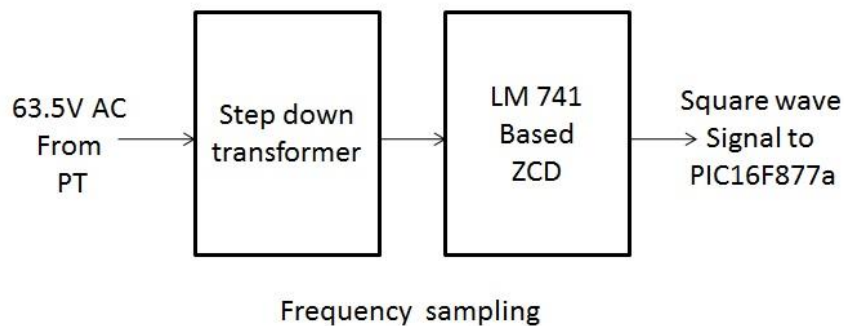 63.5V AC
From
PT
Step down
transformer
LM 741
Based
ZCD
Square wave
Signal to
PIC16F877a
Frequency sampling